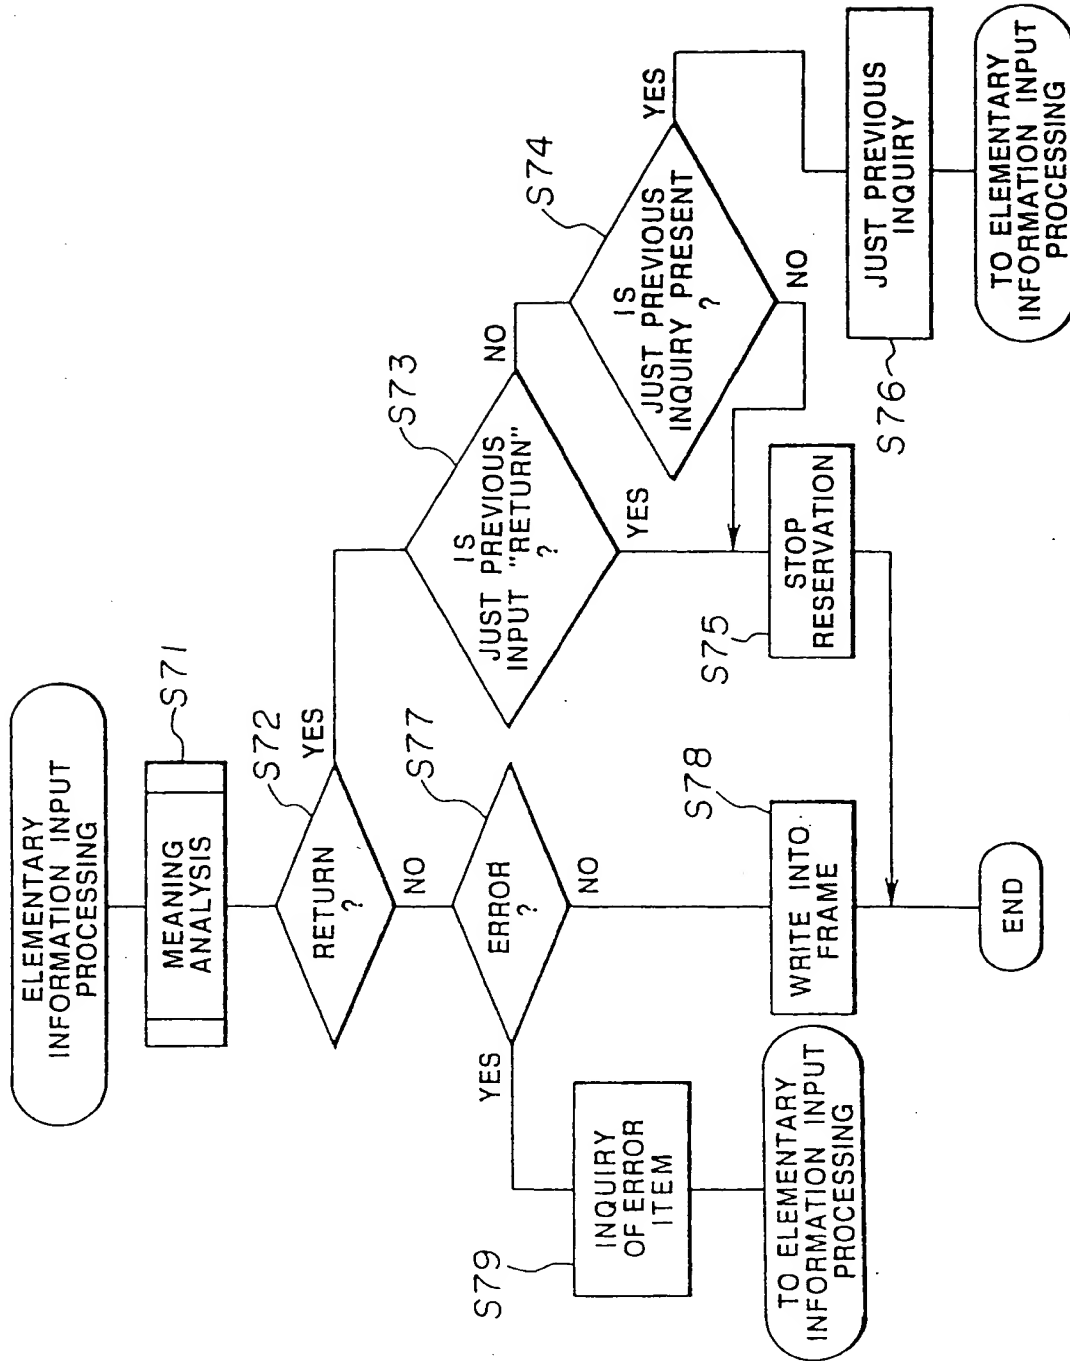 ELEMENTARY
INFORMATION INPUT
PROCESSING
MEANING
ANALYSIS
S71
RETURN
?
S72
YES
NO
IS
JUST PREVIOUS
INPUT "RETURN"
?
S73
NO
YES
IS
JUST PREVIOUS
INQUIRY PRESENT
?
S74
YES
NO
ERROR
?
S77
YES
NO
INQUIRY
OF ERROR
ITEM
S79
TO ELEMENTARY
INFORMATION INPUT
PROCESSING
WRITE INTO
FRAME
S78
STOP
RESERVATION
S75
JUST PREVIOUS
INQUIRY
S76
TO ELEMENTARY
INFORMATION INPUT
PROCESSING
END